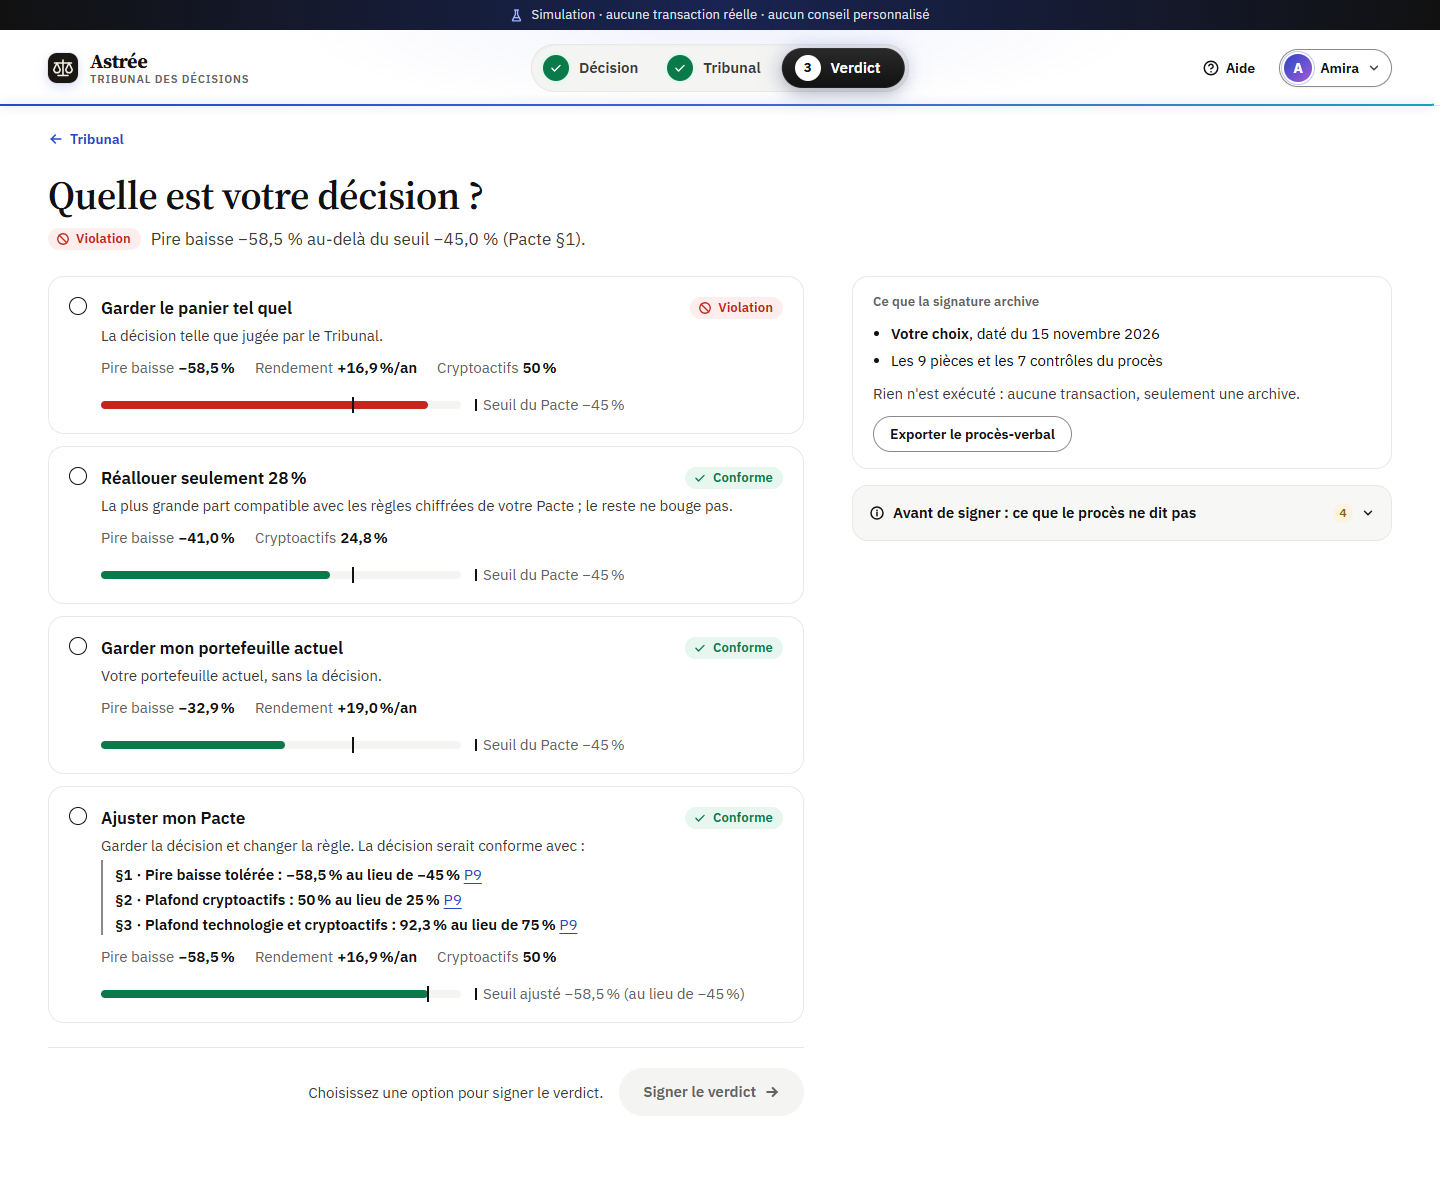 Simulation · aucune transaction réelle · aucun conseil personnalisé
Astrée
TRIBUNAL DES DÉCISIONS
Décision
Tribunal
3 Verdict
Aide
A Amira
← Tribunal
Quelle est votre décision ?
Violation Pire baisse −58,5 % au-delà du seuil −45,0 % (Pacte §1).
Garder le panier tel quel
Violation
La décision telle que jugée par le Tribunal.
Pire baisse −58,5 % Rendement +16,9 %/an Cryptoactifs 50 %
Seuil du Pacte −45 %
Réallouer seulement 28 %
Conforme
La plus grande part compatible avec les règles chiffrées de votre Pacte ; le reste ne bouge pas.
Pire baisse −41,0 % Cryptoactifs 24,8 %
Seuil du Pacte −45 %
Garder mon portefeuille actuel
Conforme
Votre portefeuille actuel, sans la décision.
Pire baisse −32,9 % Rendement +19,0 %/an
Seuil du Pacte −45 %
Ajuster mon Pacte
Conforme
Garder la décision et changer la règle. La décision serait conforme avec :
§1 · Pire baisse tolérée : −58,5 % au lieu de −45 % P9
§2 · Plafond cryptoactifs : 50 % au lieu de 25 % P9
§3 · Plafond technologie et cryptoactifs : 92,3 % au lieu de 75 % P9
Pire baisse −58,5 % Rendement +16,9 %/an Cryptoactifs 50 %
Seuil ajusté −58,5 % (au lieu de −45 %)
Choisissez une option pour signer le verdict.
Signer le verdict →
Ce que la signature archive
• Votre choix, daté du 15 novembre 2026
• Les 9 pièces et les 7 contrôles du procès
Rien n'est exécuté : aucune transaction, seulement une archive.
Exporter le procès-verbal
Avant de signer : ce que le procès ne dit pas 4